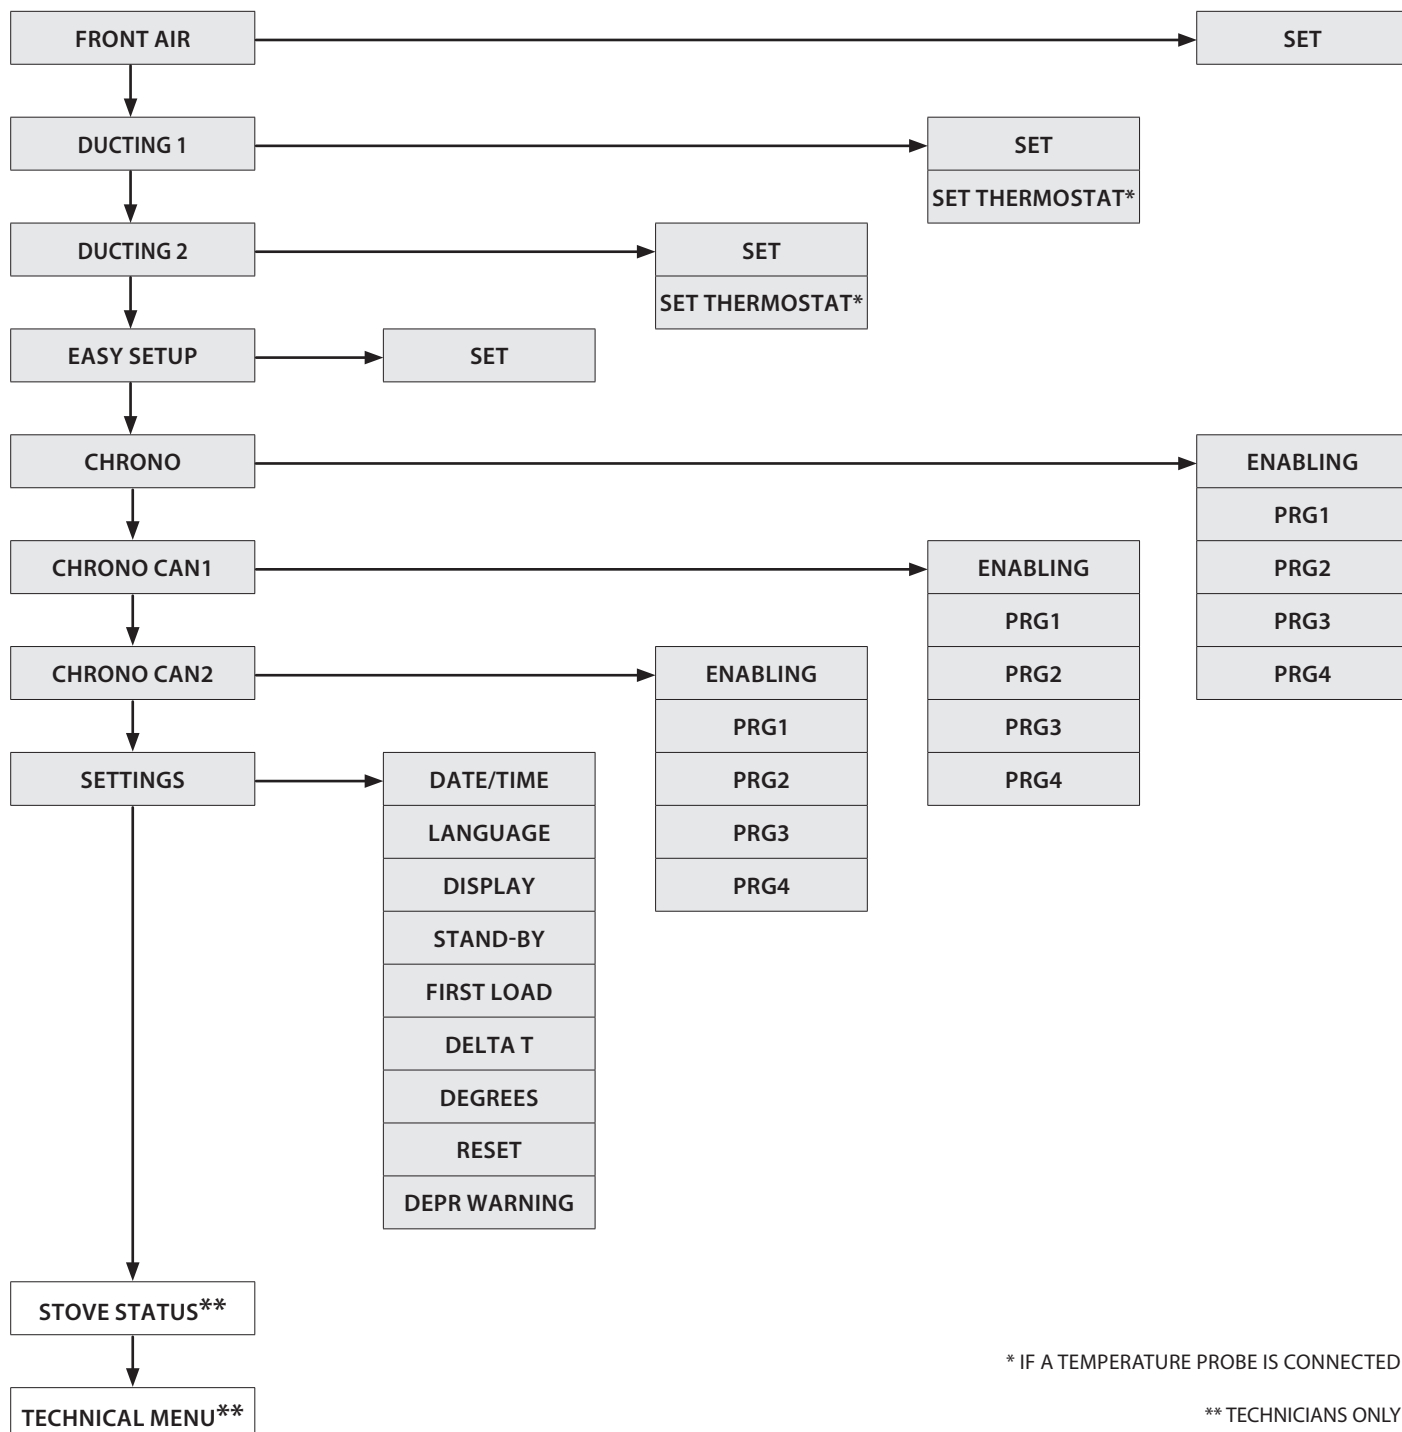 FRONT AIR
SET
DUCTING 1
SET
SET THERMOSTAT*
DUCTING 2
SET
SET THERMOSTAT*
EASY SETUP
SET
CHRONO
ENABLING
PRG1
PRG2
PRG3
PRG4
CHRONO CAN1
ENABLING
PRG1
PRG2
PRG3
PRG4
CHRONO CAN2
ENABLING
PRG1
PRG2
PRG3
PRG4
SETTINGS
DATE/TIME
LANGUAGE
DISPLAY
STAND-BY
FIRST LOAD
DELTA T
DEGREES
RESET
DEPR WARNING
STOVE STATUS**
TECHNICAL MENU**
* IF A TEMPERATURE PROBE IS CONNECTED
** TECHNICIANS ONLY